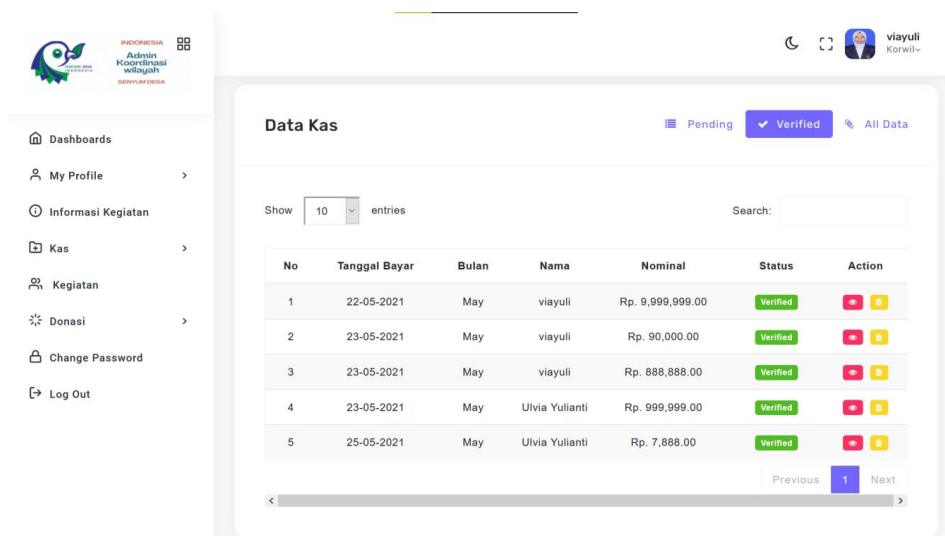 SENYUM DESA
INDONESIA
INDONESIA
Admin
Koordinasi
wilayah
SENYUM DESA
viayuli
Korwil
Dashboards
My Profile
Informasi Kegiatan
Kas
Kegiatan
Donasi
Change Password
Log Out
Data Kas
Pending
Verified
All Data
Show 10 entries
Search:
No Tanggal Bayar Bulan Nama Nominal Status Action
1 22-05-2021 May viayuli Rp. 9,999,999.00 Verified
2 23-05-2021 May viayuli Rp. 90,000.00 Verified
3 23-05-2021 May viayuli Rp. 888,888.00 Verified
4 23-05-2021 May Ulvia Yulianti Rp. 999,999.00 Verified
5 25-05-2021 May Ulvia Yulianti Rp. 7,888.00 Verified
Previous 1 Next